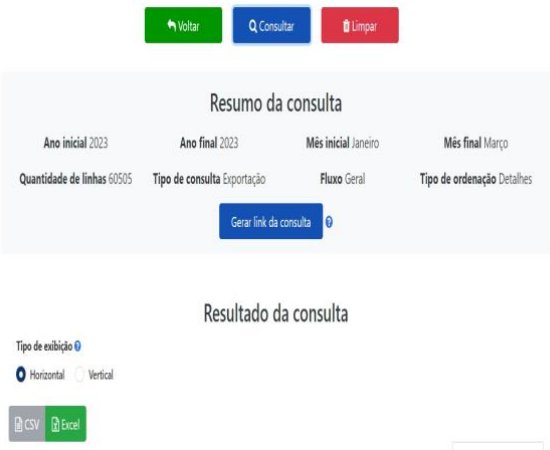 Voltar Consultar Limpar
Resumo da consulta
Ano inicial 2023 Ano final 2023 Mês inicial Janeiro Mês final Março
Quantidade de linhas 60505 Tipo de consulta Exportação Fluxo Geral Tipo de ordenação Detalhes
Gerar link da consulta ?
Resultado da consulta
Tipo de exibição ?
Horizontal Vertical
CSV Excel